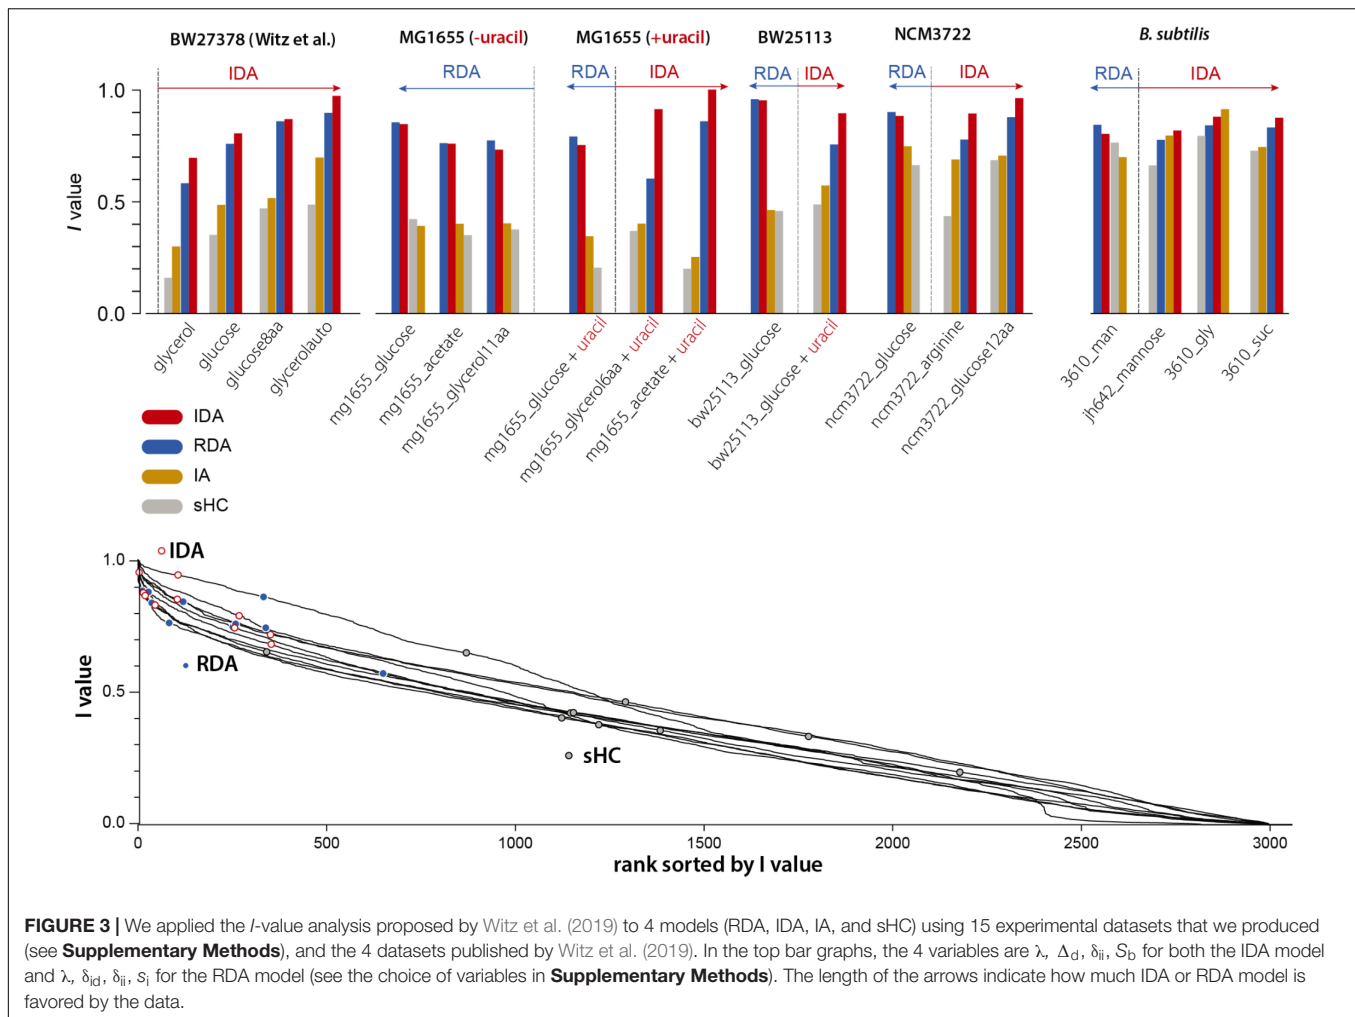 BW27378 (Witz et al.)
MG1655 (-uracil)
MG1655 (+uracil)
BW25113
NCM3722
B. subtilis
IDA
RDA
RDA
IDA
RDA
IDA
RDA
IDA
RDA
IDA
1.0
0.5
0.0
I value
glycerol
glucose
glucose8aa
glycerolauto
mg1655_glucose
mg1655_acetate
mg1655_glycerol11aa
mg1655_glucose + uracil
mg1655_glycerol6aa + uracil
mg1655_acetate + uracil
bw25113_glucose
bw25113_glucose + uracil
ncm3722_glucose
ncm3722_arginine
ncm3722_glucose12aa
3610_man
jh642_mannose
3610_gly
3610_suc
IDA
RDA
IA
sHC
1.0
0.5
0.0
I value
IDA
RDA
sHC
0
500
1000
1500
2000
2500
3000
rank sorted by I value
FIGURE 3 | We applied the I-value analysis proposed by Witz et al. (2019) to 4 models (RDA, IDA, IA, and sHC) using 15 experimental datasets that we produced
(see Supplementary Methods), and the 4 datasets published by Witz et al. (2019). In the top bar graphs, the 4 variables are λ, Δd, δii, Sb for both the IDA model
and λ, δid, δii, si for the RDA model (see the choice of variables in Supplementary Methods). The length of the arrows indicate how much IDA or RDA model is
favored by the data.